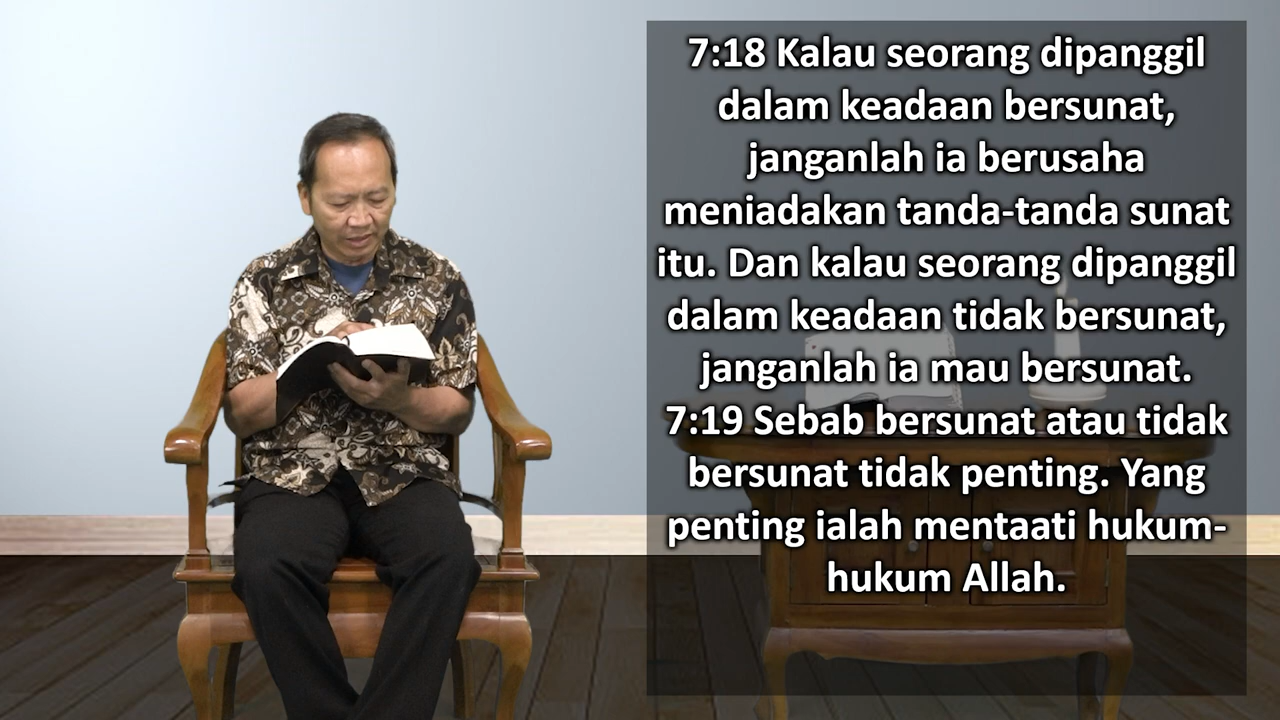 7:18 Kalau seorang dipanggil
dalam keadaan bersunat,
janganlah ia berusaha
meniadakan tanda-tanda sunat
itu. Dan kalau seorang dipanggil
dalam keadaan tidak bersunat,
janganlah ia mau bersunat.
7:19 Sebab bersunat atau tidak
bersunat tidak penting. Yang
penting ialah mentaati hukum-
hukum Allah.